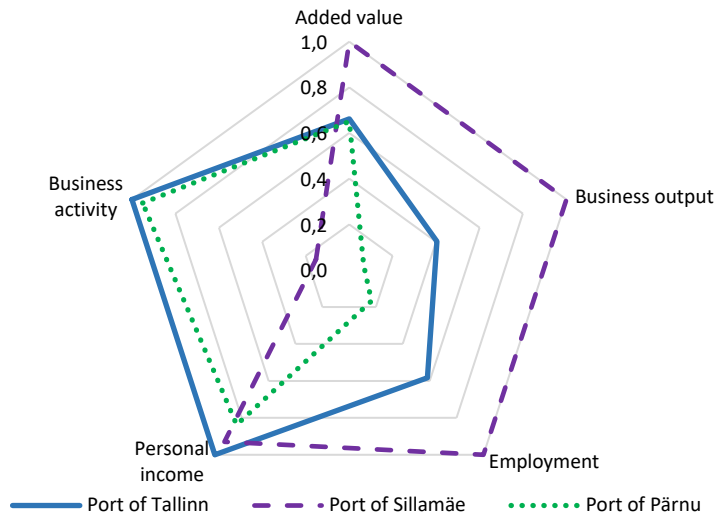 Added value
1,0
0,8
0,6
0,4
0,2
0,0
Business
activity
Business output
Personal
income
Employment
Port of Tallinn
Port of Sillamäe
Port of Pärnu